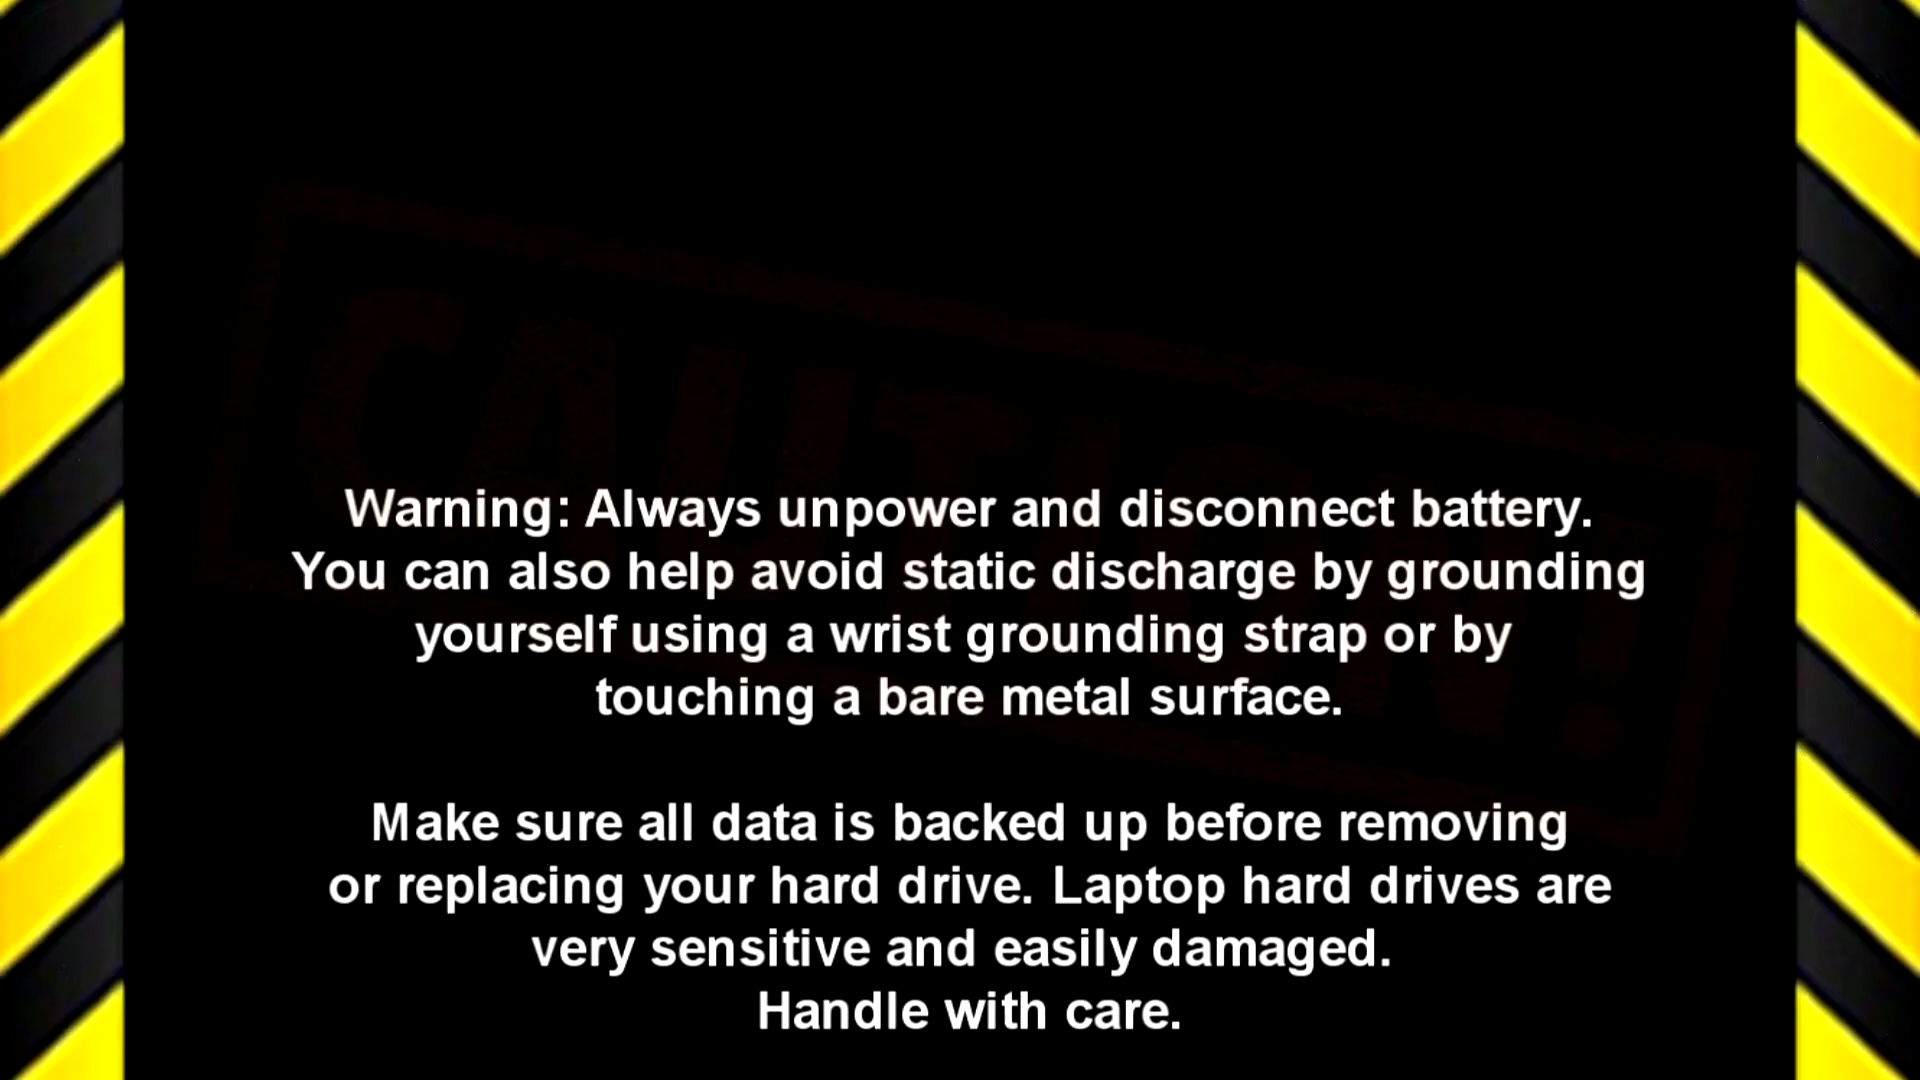 CAUTION!
Warning: Always unpower and disconnect battery.
You can also help avoid static discharge by grounding
yourself using a wrist grounding strap or by
touching a bare metal surface.
Make sure all data is backed up before removing
or replacing your hard drive. Laptop hard drives are
very sensitive and easily damaged.
Handle with care.